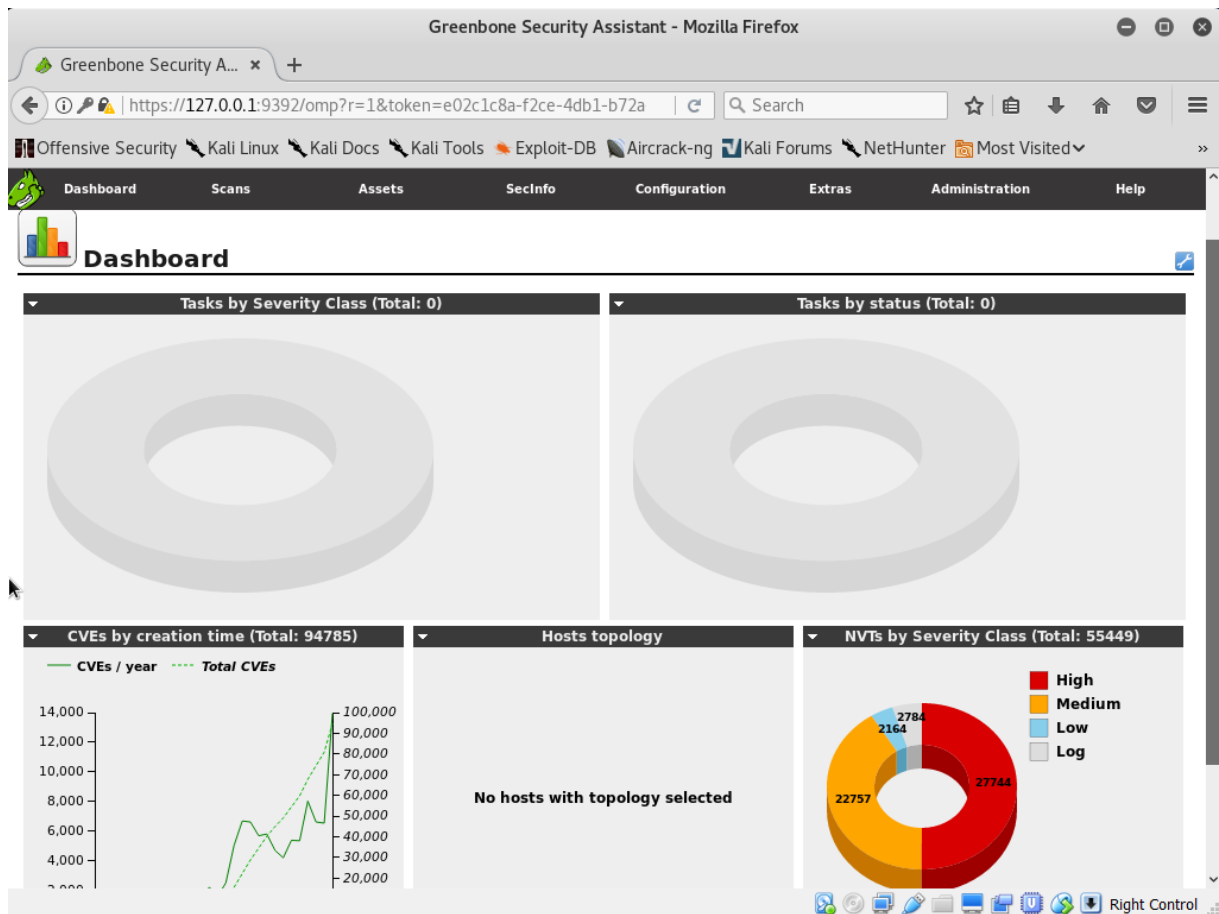 Greenbone Security Assistant - Mozilla Firefox
Greenbone Security A...
https://127.0.0.1:9392/omp?r=1&token=e02c1c8a-f2ce-4db1-b72a
Search
Offensive Security Kali Linux Kali Docs Kali Tools Exploit-DB Aircrack-ng Kali Forums NetHunter Most Visited
Dashboard Scans Assets SecInfo Configuration Extras Administration Help
Dashboard
Tasks by Severity Class (Total: 0)
Tasks by status (Total: 0)
CVEs by creation time (Total: 94785)
CVEs / year
Total CVEs
14,000
12,000
10,000
8,000
6,000
4,000
100,000
90,000
80,000
70,000
60,000
50,000
40,000
30,000
20,000
Hosts topology
No hosts with topology selected
NVTs by Severity Class (Total: 55449)
High
Medium
Low
Log
2784
2164
27744
22757
Right Control